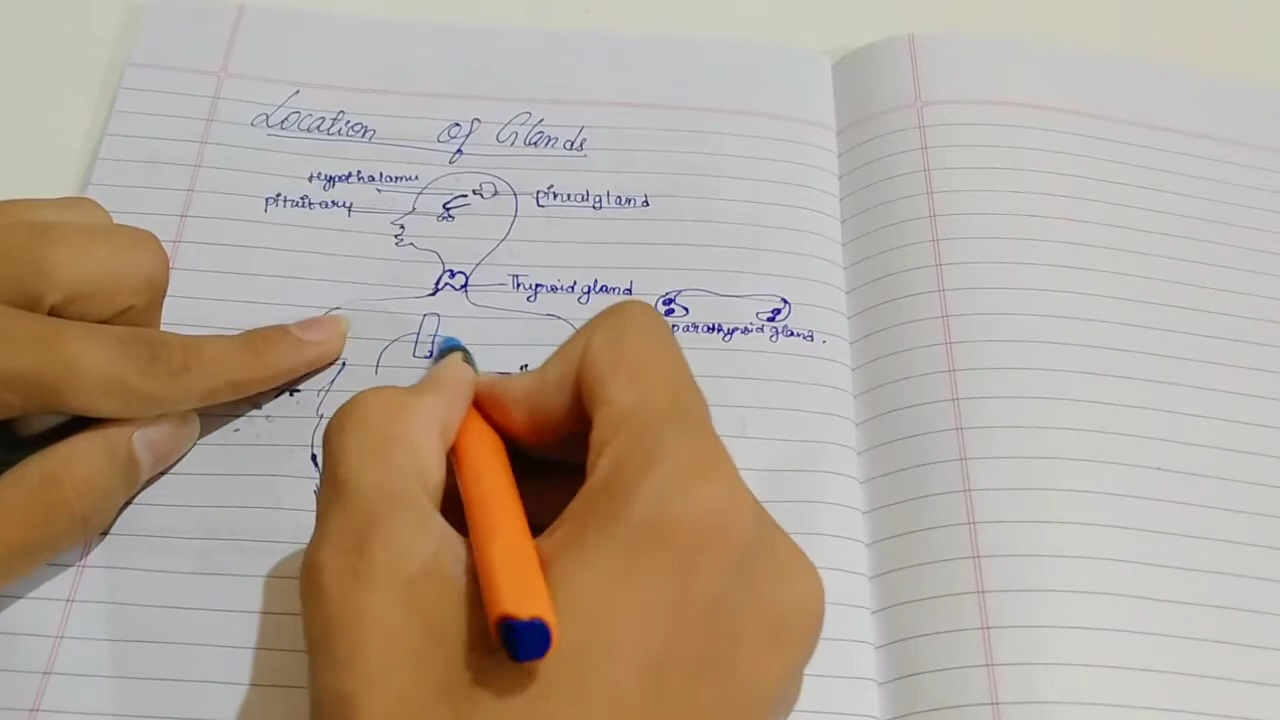 Location of Glands
Hypothalamu
pituitary
pineal gland
Thyroid gland
parathyroid gland.